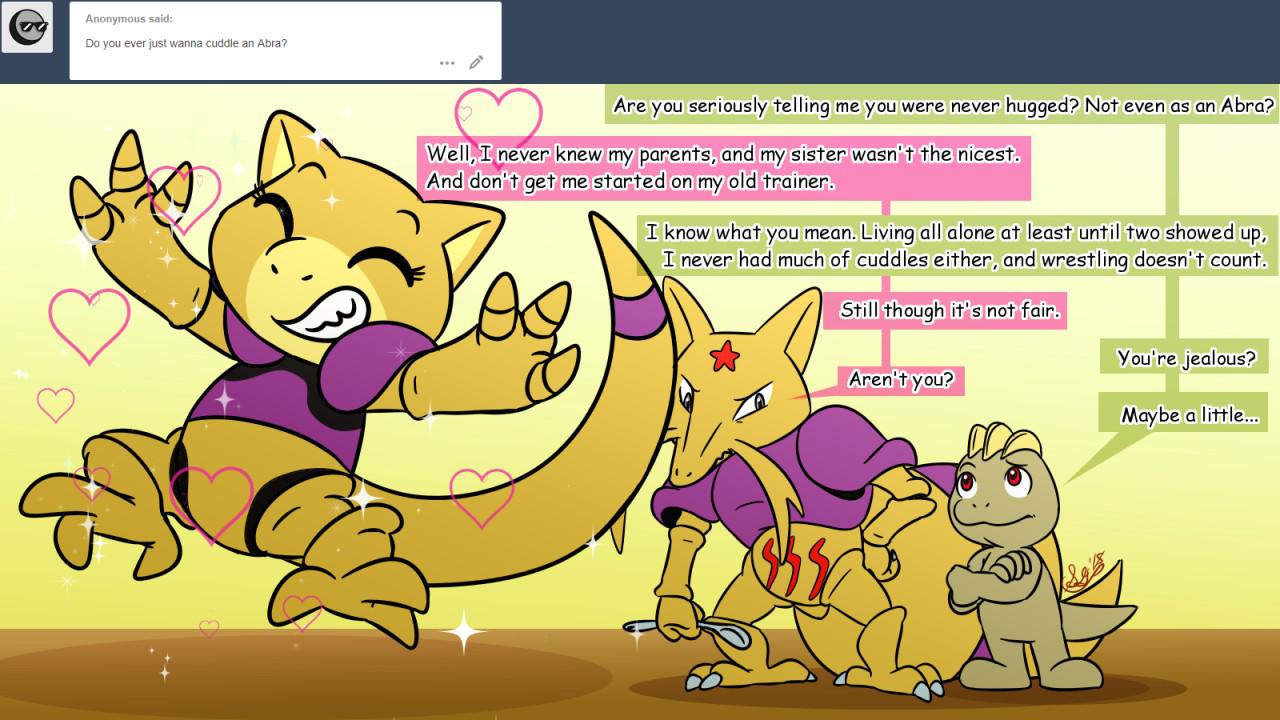 Anonymous said:
Do you ever just wanna cuddle an Abra?
Are you seriously telling me you were never hugged? Not even as an Abra?
Well, I never knew my parents, and my sister wasn't the nicest.
And don't get me started on my old trainer.
I know what you mean. Living all alone at least until two showed up,
I never had much of cuddles either, and wrestling doesn't count.
Still though it's not fair.
You're jealous?
Aren't you?
Maybe a little...